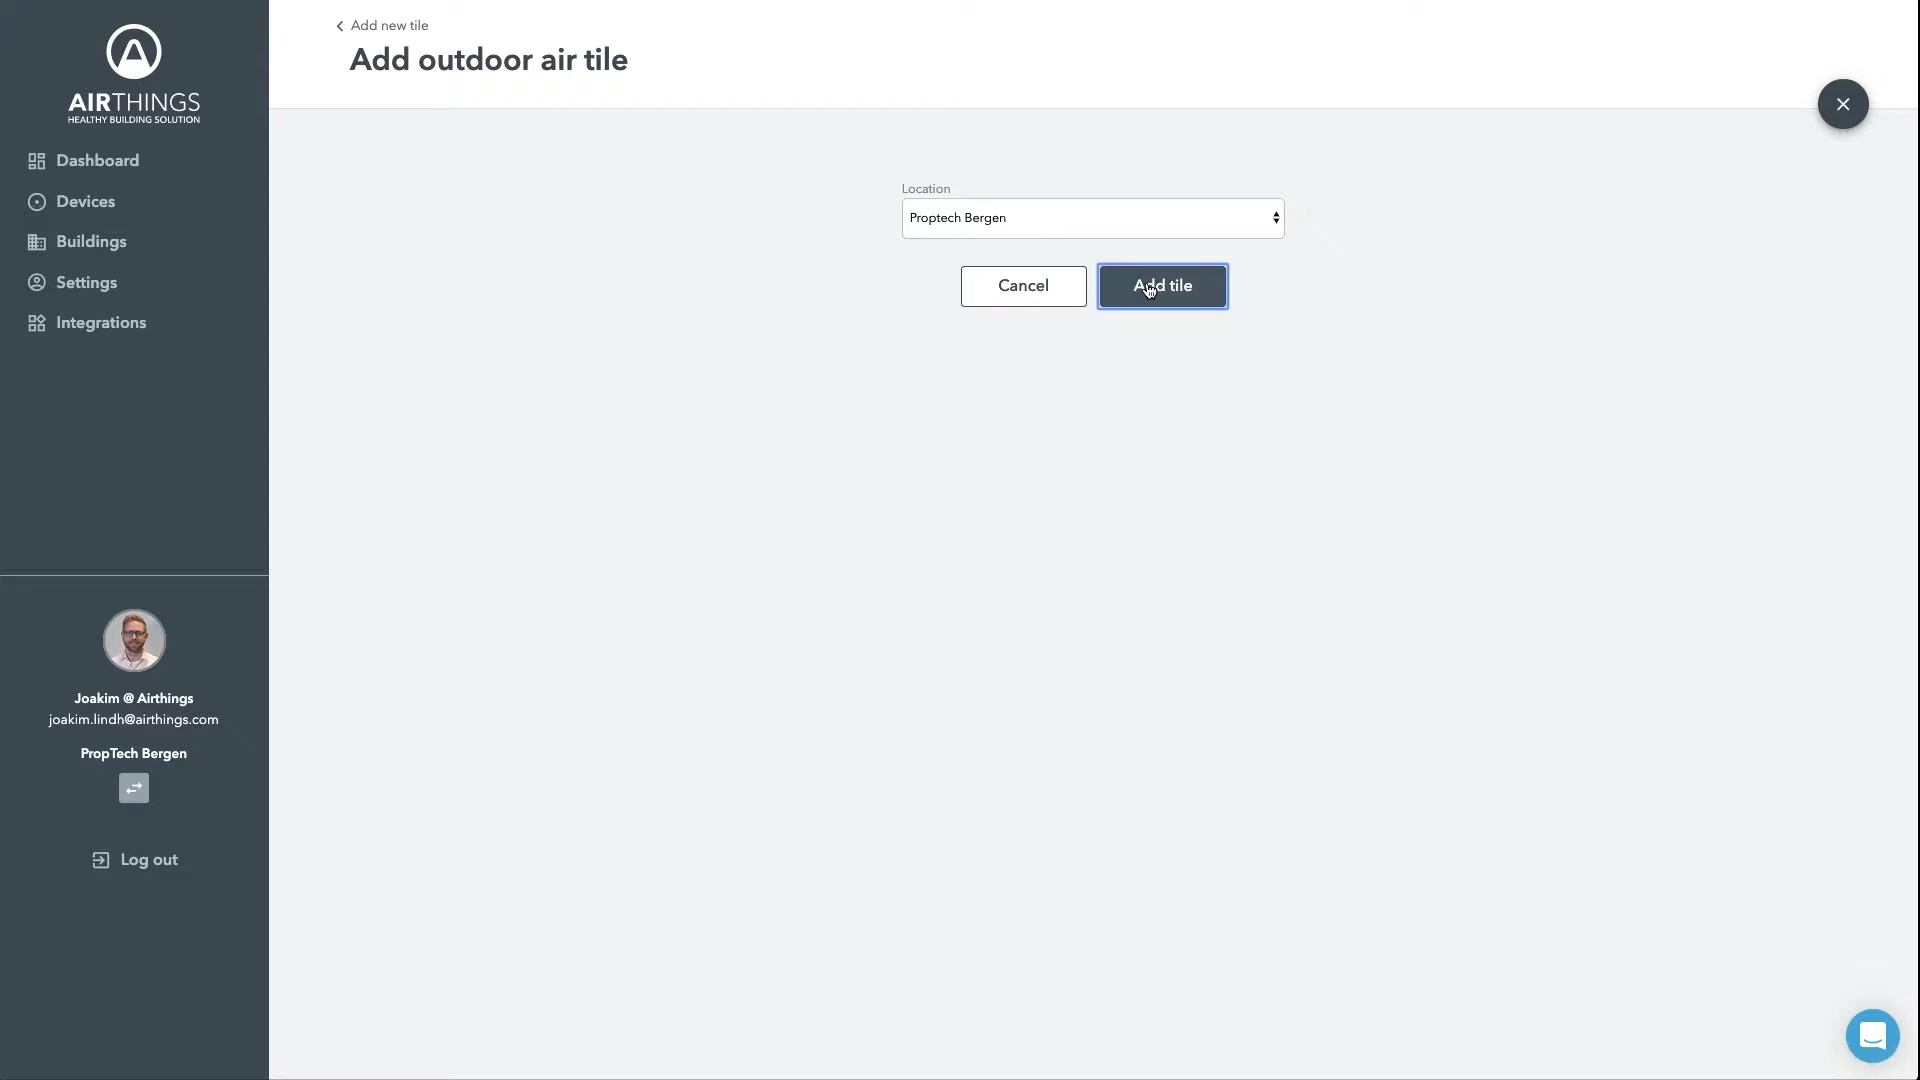 AIRTHINGS
HEALTHY BUILDING SOLUTION
Dashboard
Devices
Buildings
Settings
Integrations
Joakim @ Airthings
joakim.lindh@airthings.com
PropTech Bergen
Log out
Add new tile
Add outdoor air tile
Location
Proptech Bergen
Cancel
Add tile